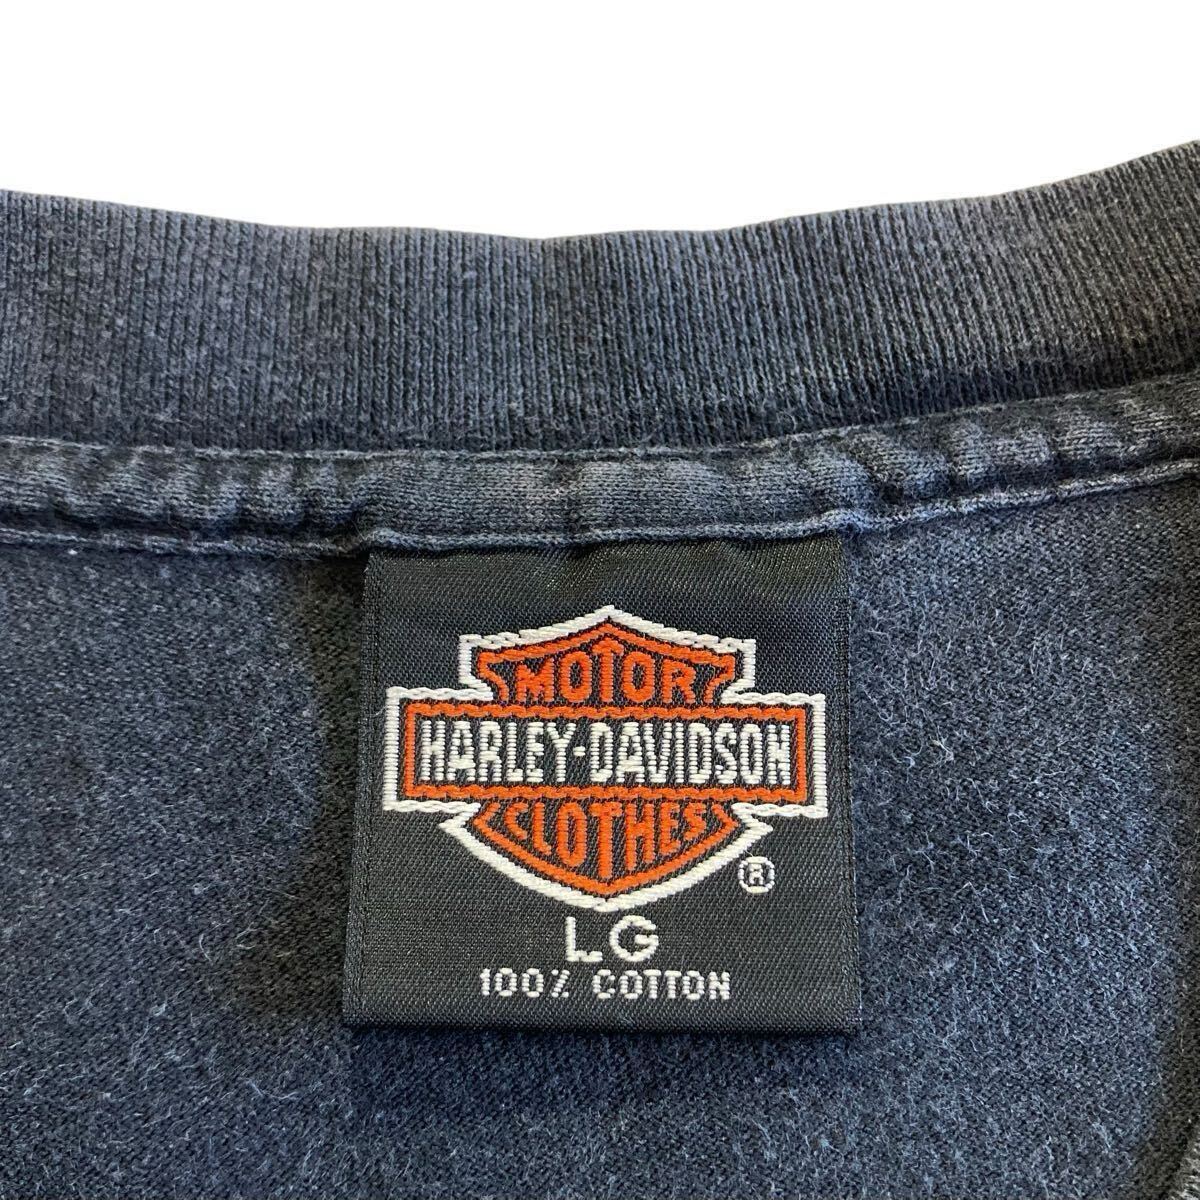 MOTOR
HARLEY-DAVIDSON
CLOTHES
®
LG
100% COTTON